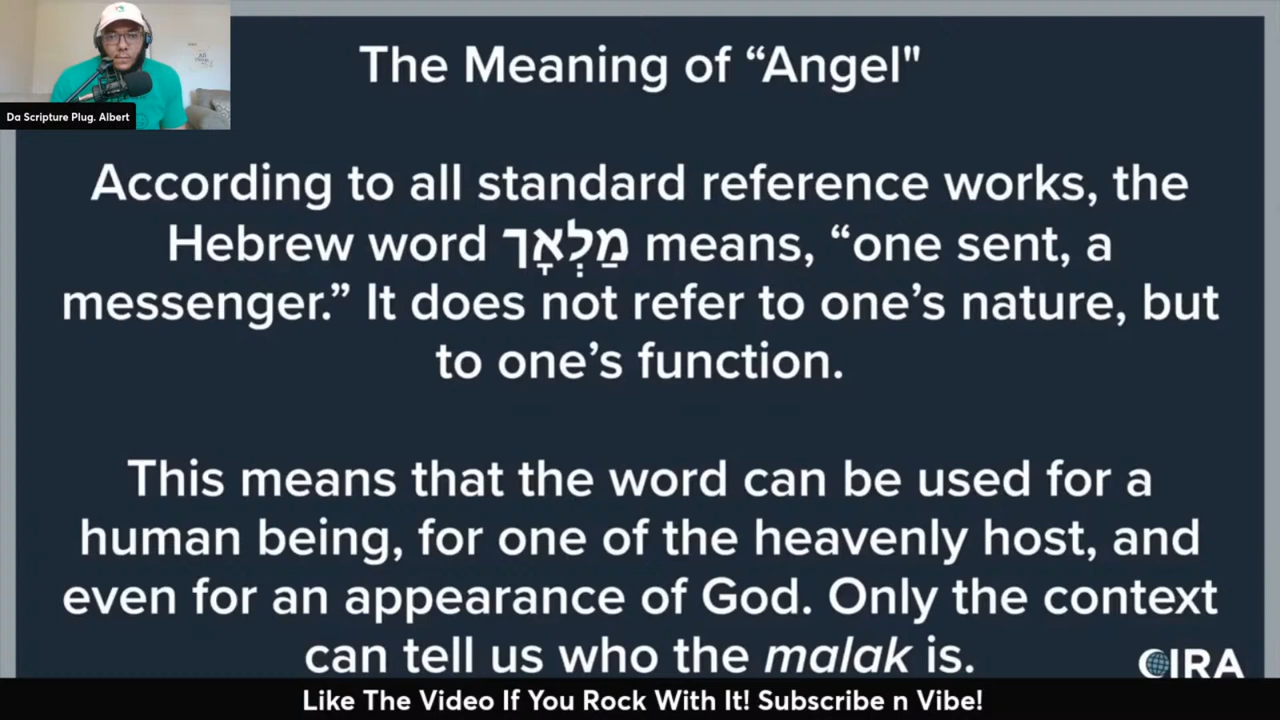 The Meaning of “Angel"
Da Scripture Plug. Albert
According to all standard reference works, the
Hebrew word מַלְאָךְ means, “one sent, a
messenger.” It does not refer to one’s nature, but
to one’s function.
This means that the word can be used for a
human being, for one of the heavenly host, and
even for an appearance of God. Only the context
can tell us who the malak is.
CIRA
Like The Video If You Rock With It! Subscribe n Vibe!